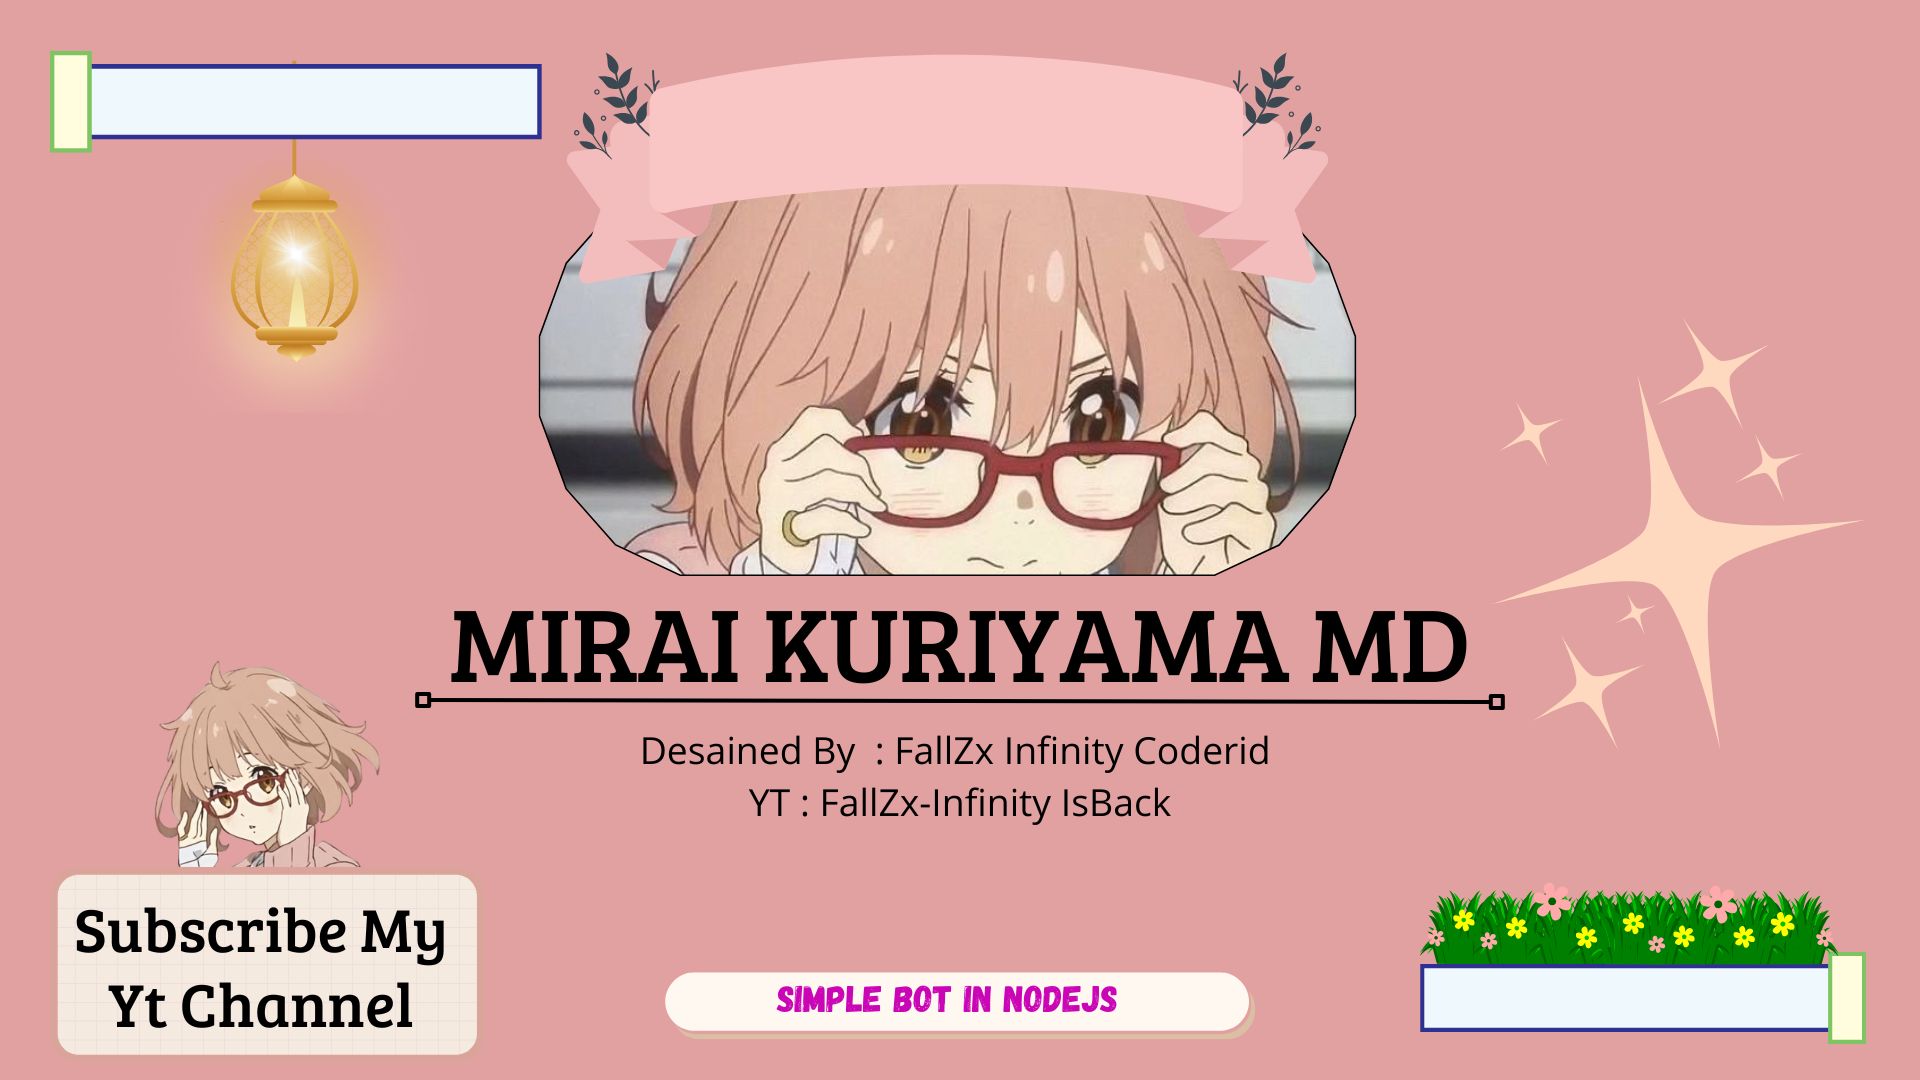 MIRAI KURIYAMA MD
Desained By  : FallZx Infinity Coderid
YT : FallZx-Infinity IsBack
Subscribe My
Yt Channel
SIMPLE BOT IN NODEJS